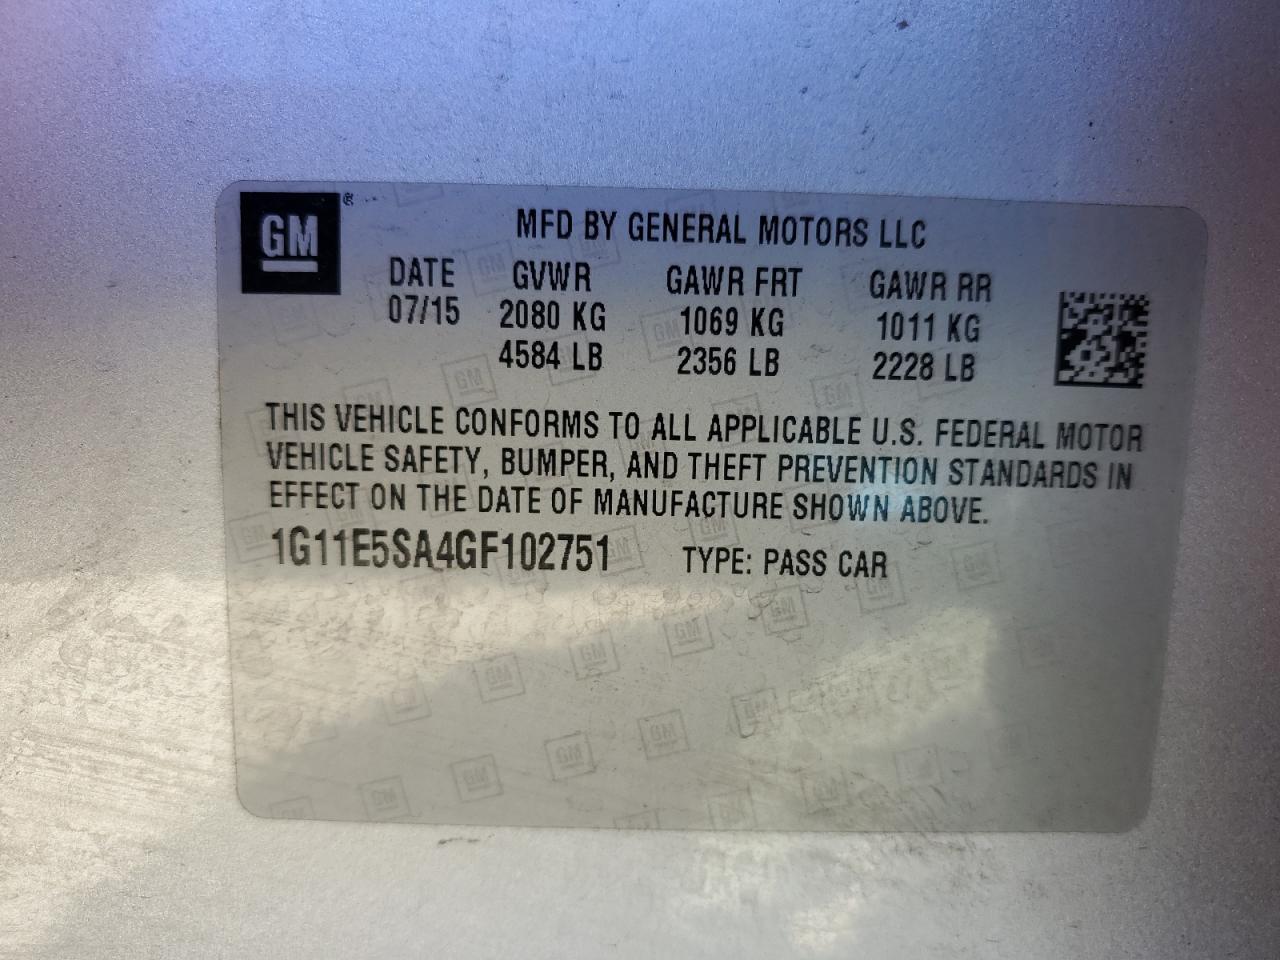 GM
MFD BY GENERAL MOTORS LLC
DATE GVWR GAWR FRT GAWR RR
07/15 2080 KG 1069 KG 1011 KG
4584 LB 2356 LB 2228 LB
THIS VEHICLE CONFORMS TO ALL APPLICABLE U.S. FEDERAL MOTOR
VEHICLE SAFETY, BUMPER, AND THEFT PREVENTION STANDARDS IN
EFFECT ON THE DATE OF MANUFACTURE SHOWN ABOVE.
1G11E5SA4GF102751 TYPE: PASS CAR